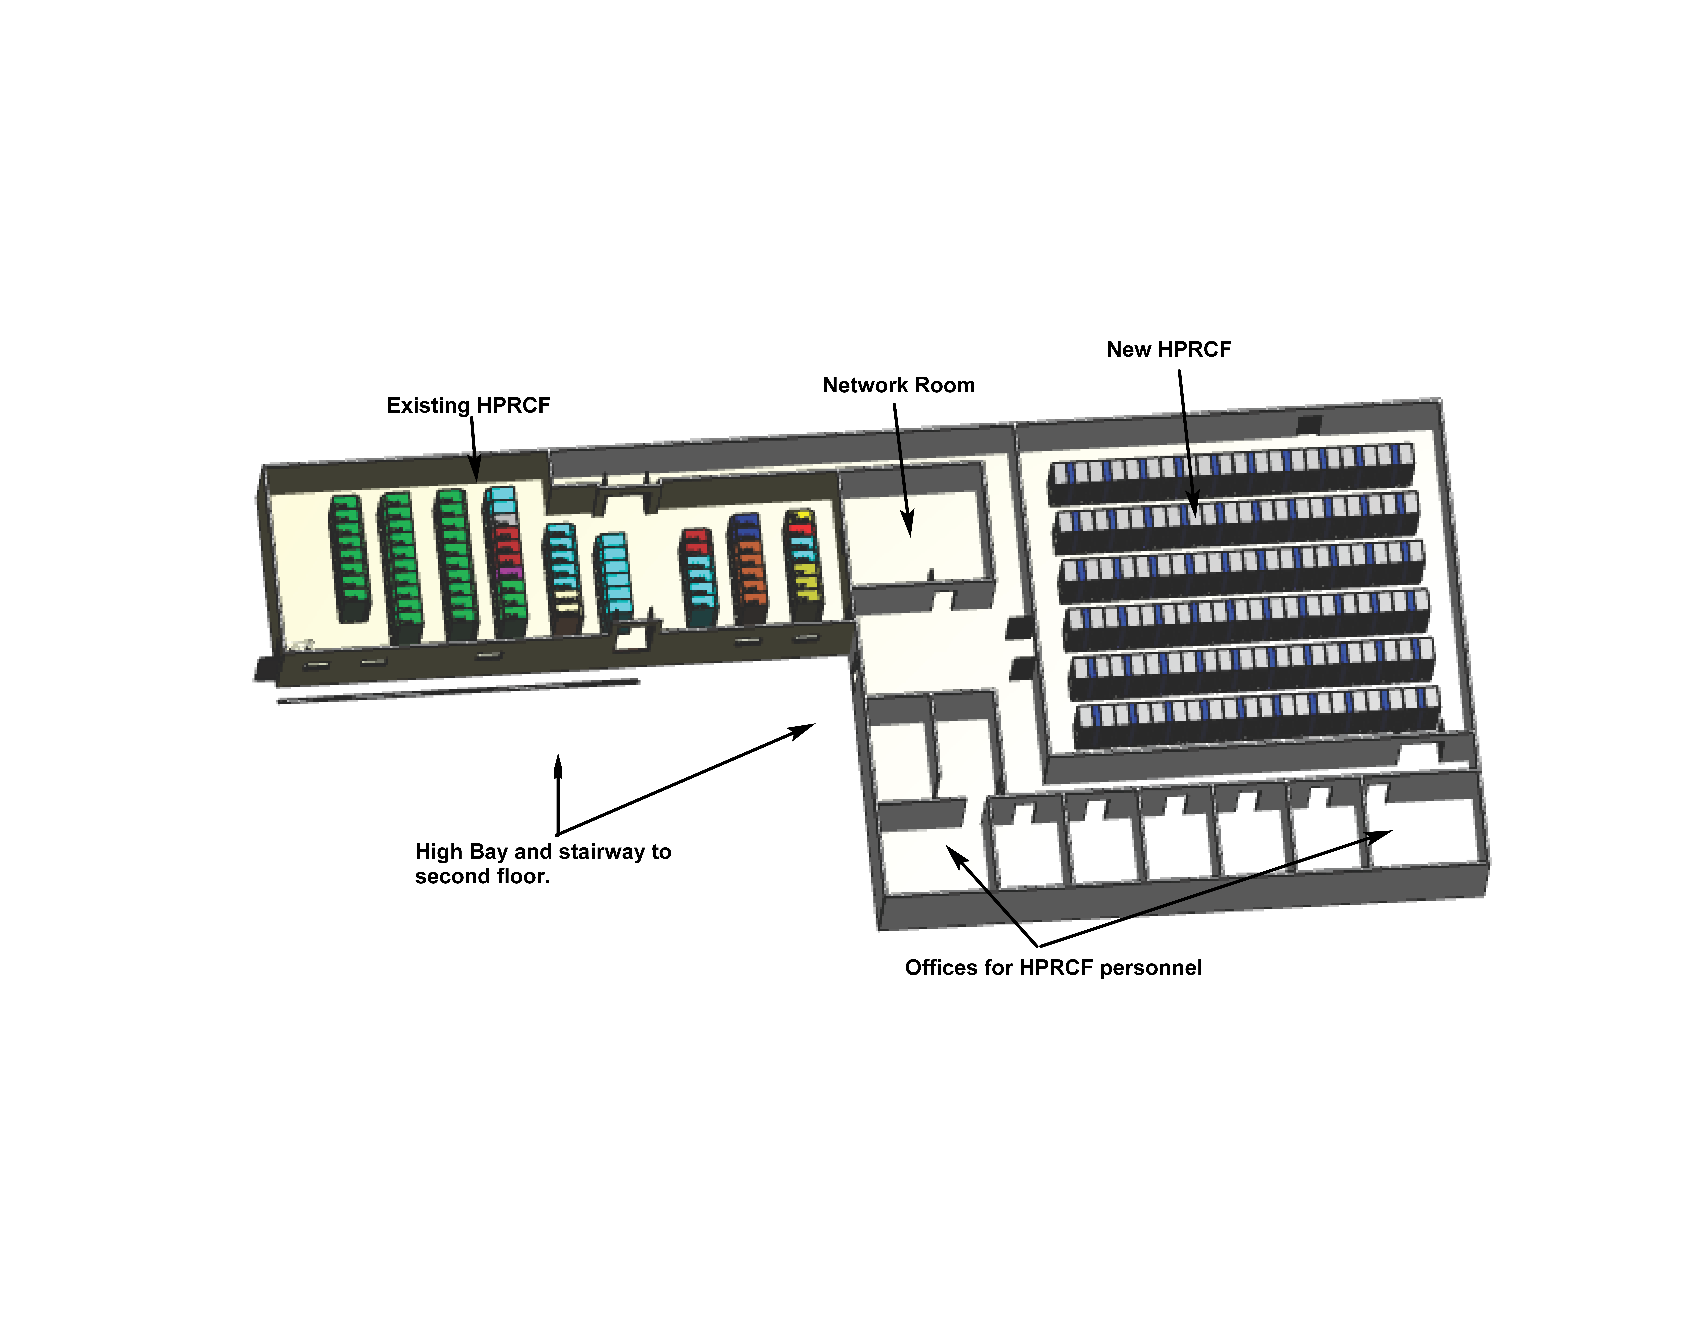 New HPRCF
Network Room
Existing HPRCF
High Bay and stairway to
second floor.
Offices for HPRCF personnel